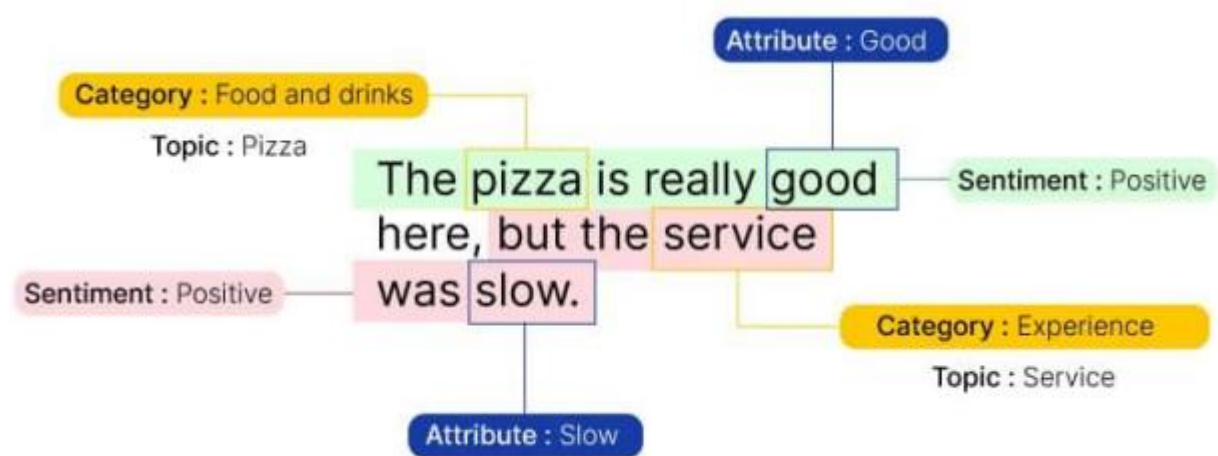 Attribute : Good
Category : Food and drinks
Topic : Pizza
The pizza is really good
Sentiment : Positive
here, but the service
was slow.
Sentiment : Positive
Category : Experience
Topic : Service
Attribute : Slow